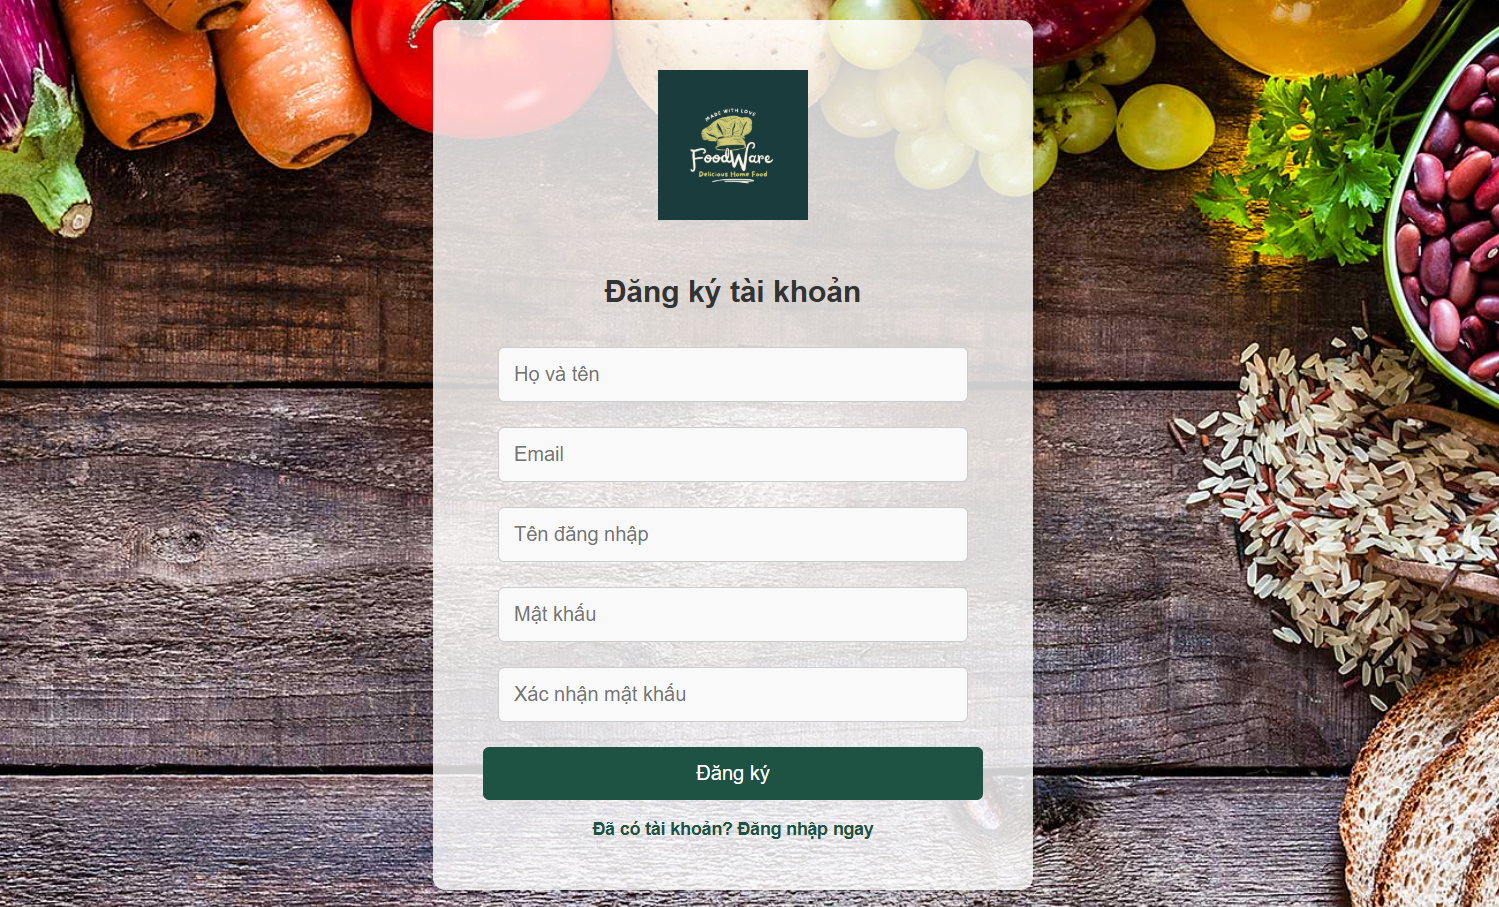 MADE WITH LOVE
FoodWare
Delicious Home Food
Đăng ký tài khoản
Họ và tên
Email
Tên đăng nhập
Mật khẩu
Xác nhận mật khẩu
Đăng ký
Đã có tài khoản? Đăng nhập ngay